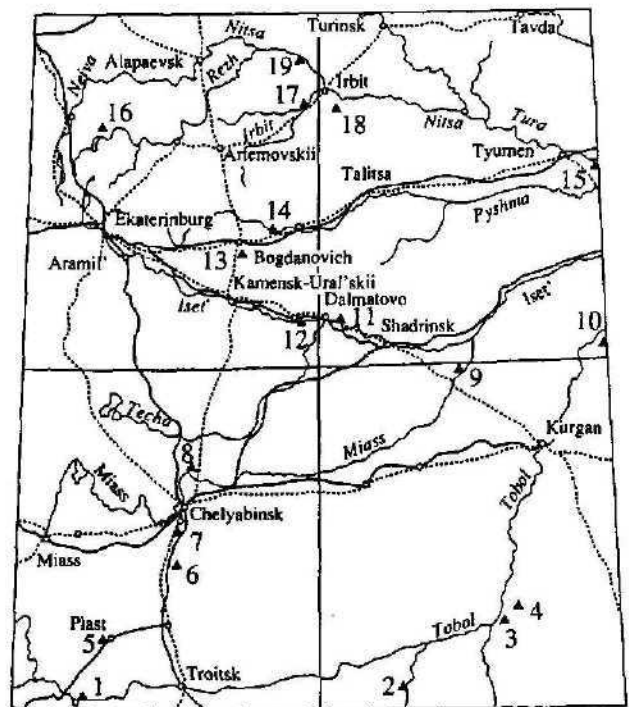 Turinsk
Tavda
Nitsa
Alapaevsk
Rezh
19
Neiva
Irbit
17
16
18
Irbit
Nitsa
Tura
Artemovskii
Tyumen'
Talitsa
15
Pyshma
Ekaterinburg
14
13
Bogdanovich
Aramil'
Kamensk-Ural'skii
Iset'
Dalmatovo
Iset'
11
12
Shadrinsk
10
9
Techa
Kurgan
Miass
8
Miass
Tobol
Chelyabinsk
7
Miass
6
4
Plast
3
5
Tobol
Troitsk
1
2